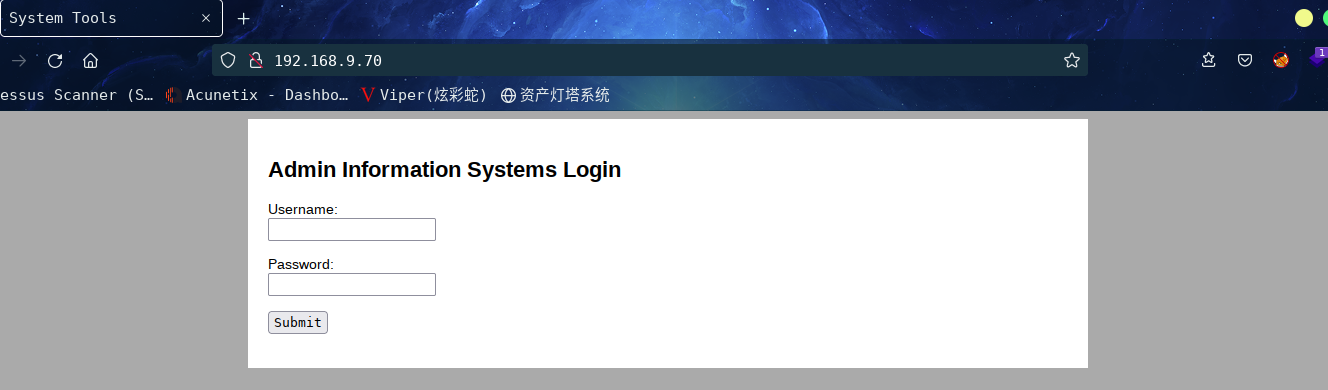 System Tools
192.168.9.70
1
essus Scanner (S… Acunetix - Dashbo… Viper(炫彩蛇) 资产灯塔系统
Admin Information Systems Login
Username:
Password:
Submit